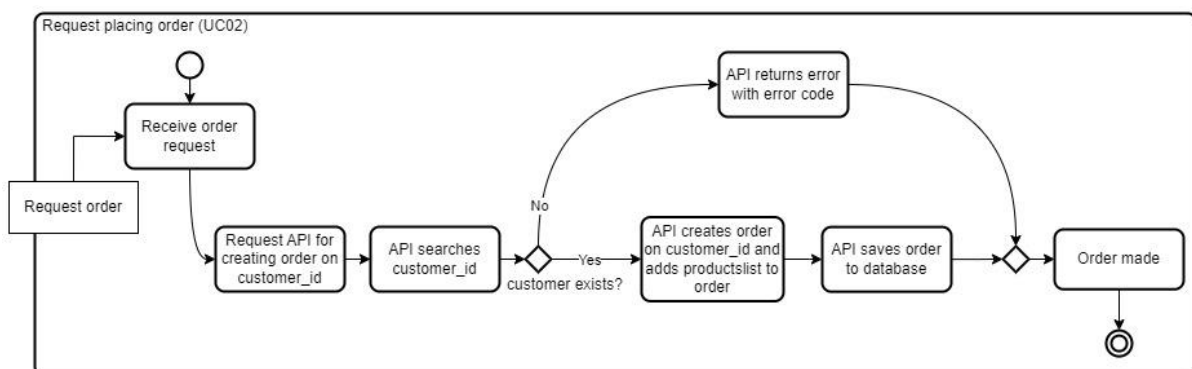 Request placing order (UC02)
API returns error
with error code
Receive order
request
Request order
No
Request API for
creating order on
customer_id
API searches
customer_id
Yes
customer exists?
API creates order
on customer_id and
adds productslist to
order
API saves order
to database
Order made